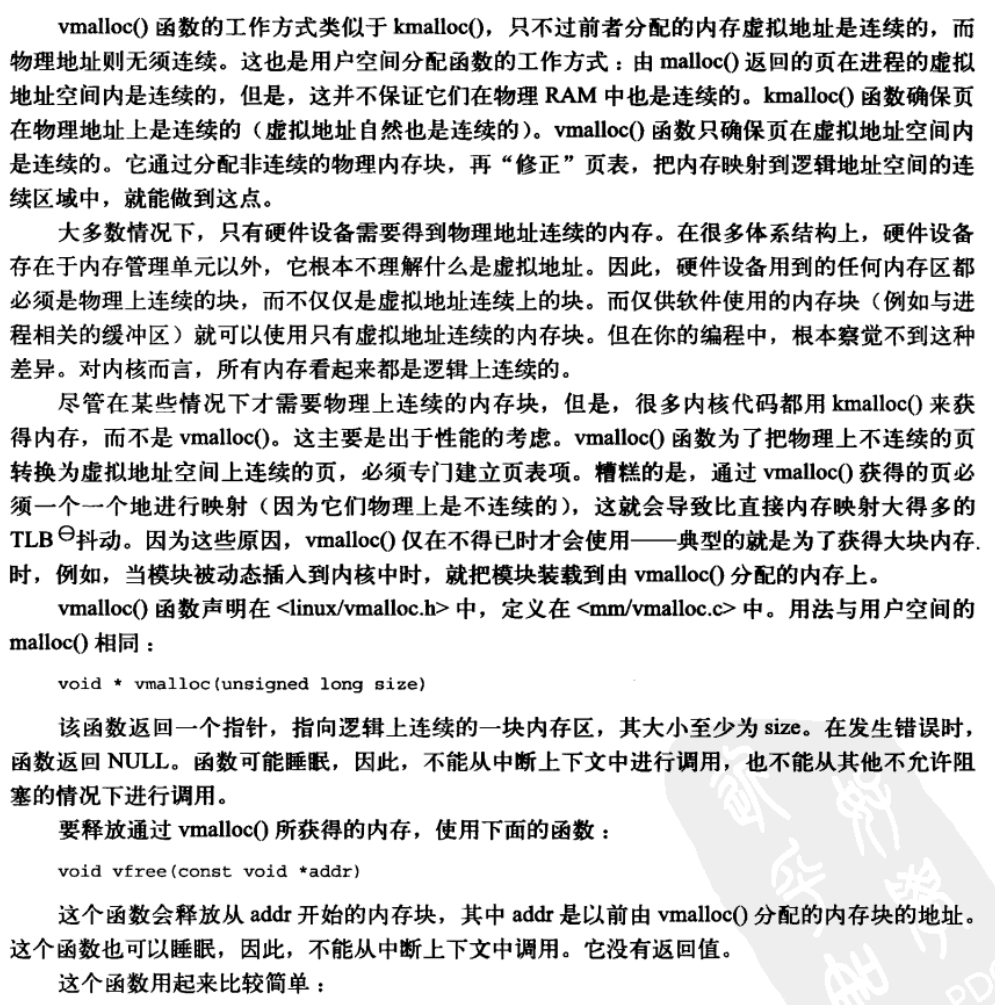 vmalloc() 函数的工作方式类似于 kmalloc()，只不过前者分配的内存虚拟地址是连续的，而
物理地址则无须连续。这也是用户空间分配函数的工作方式：由 malloc() 返回的页在进程的虚拟
地址空间内是连续的，但是，这并不保证它们在物理 RAM 中也是连续的。kmalloc() 函数确保页
在物理地址上是连续的（虚拟地址自然也是连续的）。vmalloc() 函数只确保页在虚拟地址空间内
是连续的。它通过分配非连续的物理内存块，再“修正”页表，把内存映射到逻辑地址空间的连
续区域中，就能做到这点。
大多数情况下，只有硬件设备需要得到物理地址连续的内存。在很多体系结构上，硬件设备
存在于内存管理单元以外，它根本不理解什么是虚拟地址。因此，硬件设备用到的任何内存区都
必须是物理上连续的块，而不仅仅是虚拟地址连续上的块。而仅供软件使用的内存块（例如与进
程相关的缓冲区）就可以使用只有虚拟地址连续的内存块。但在你的编程中，根本察觉不到这种
差异。对内核而言，所有内存看起来都是逻辑上连续的。
尽管在某些情况下才需要物理上连续的内存块，但是，很多内核代码都用 kmalloc() 来获
得内存，而不是 vmalloc()。这主要是出于性能的考虑。vmalloc() 函数为了把物理上不连续的页
转换为虚拟地址空间上连续的页，必须专门建立页表项。糟糕的是，通过 vmalloc() 获得的页必
须一个一个地进行映射（因为它们物理上是不连续的），这就会导致比直接内存映射大得多的
TLB㊀抖动。因为这些原因，vmalloc() 仅在不得已时才会使用——典型的就是为了获得大块内存
时，例如，当模块被动态插入到内核中时，就把模块装载到由 vmalloc() 分配的内存上。
vmalloc() 函数声明在 <linux/vmalloc.h> 中，定义在 <mm/vmalloc.c> 中。用法与用户空间的
malloc() 相同：
void * vmalloc(unsigned long size)
该函数返回一个指针，指向逻辑上连续的一块内存区，其大小至少为 size。在发生错误时，
函数返回 NULL。函数可能睡眠，因此，不能从中断上下文中进行调用，也不能从其他不允许阻
塞的情况下进行调用。
要释放通过 vmalloc() 所获得的内存，使用下面的函数：
void vfree(const void *addr)
这个函数会释放从 addr 开始的内存块，其中 addr 是以前由 vmalloc() 分配的内存块的地址。
这个函数也可以睡眠，因此，不能从中断上下文中调用。它没有返回值。
这个函数用起来比较简单：